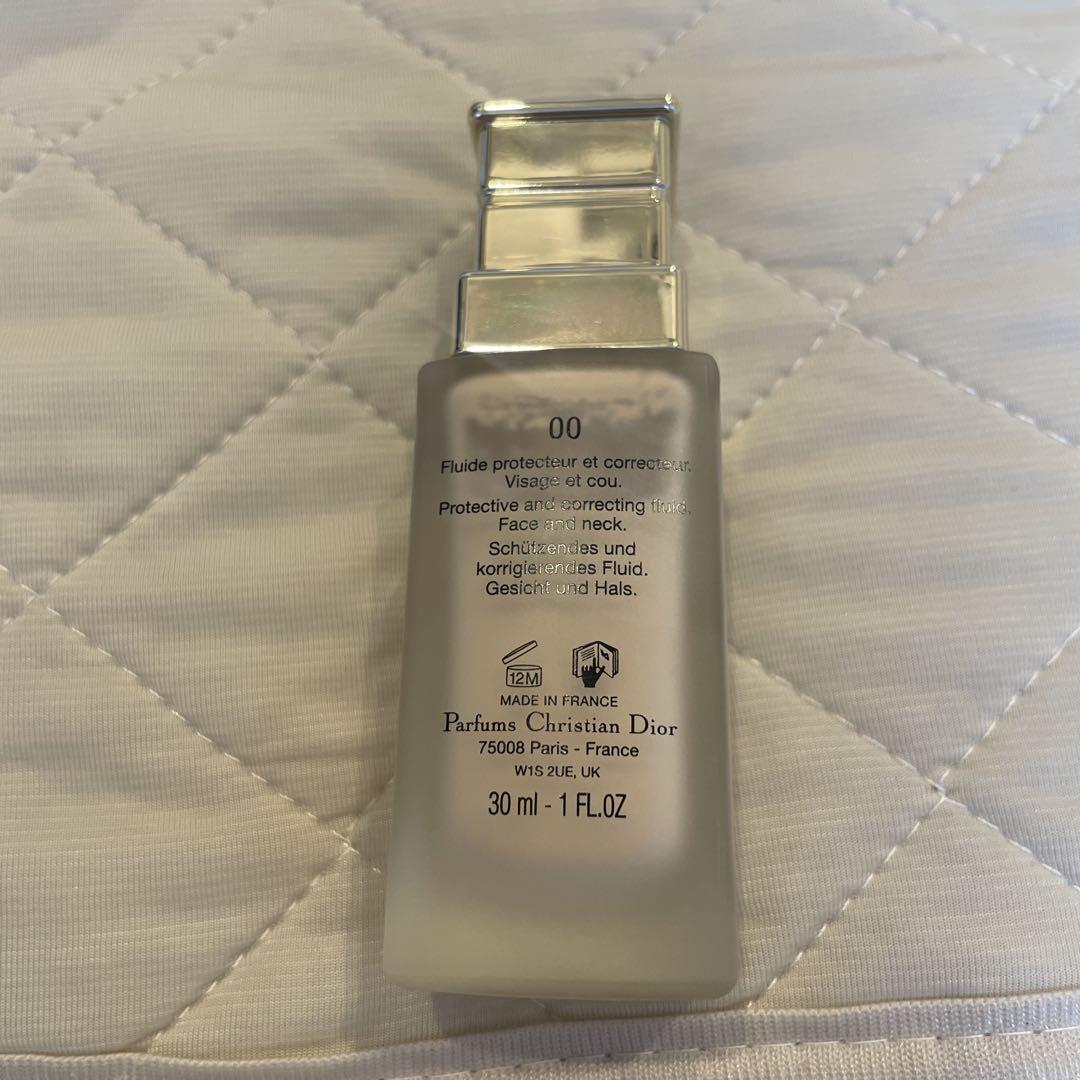 00
Fluide protecteur et correcteur.
Visage et cou.
Protective and correcting fluid.
Face and neck.
Schützendes und
korrigierendes Fluid.
Gesicht und Hals.
12M
MADE IN FRANCE
Parfums Christian Dior
75008 Paris - France
W1S 2UE, UK
30 ml - 1 FL.OZ